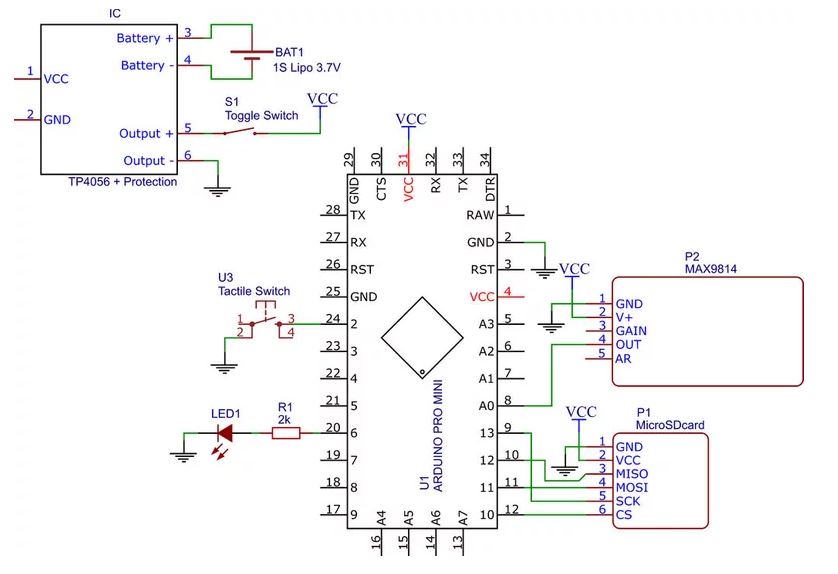 IC
Battery +
3
Battery -
4
1
VCC
2
GND
Output +
5
Output -
6
TP4056 + Protection
BAT1
1S Lipo 3.7V
S1
Toggle Switch
VCC
VCC
29
30
31
32
33
34
GND
CTS
VCC
RX
TX
DTR
28
TX
27
RX
26
RST
25
GND
24
2
23
3
22
4
21
5
20
6
19
7
18
8
17
9
RAW
1
GND
2
RST
3
VCC
4
A3
5
A2
6
A1
7
A0
8
13
9
12
10
11
11
10
12
A4
A5
A6
A7
16
15
14
13
U1
ARDUINO PRO MINI
U3
Tactile Switch
1
2
3
4
LED1
R1
2k
VCC
P2
MAX9814
1
GND
2
V+
3
GAIN
4
OUT
5
AR
VCC
P1
MicroSDcard
1
GND
2
VCC
3
MISO
4
MOSI
5
SCK
6
CS